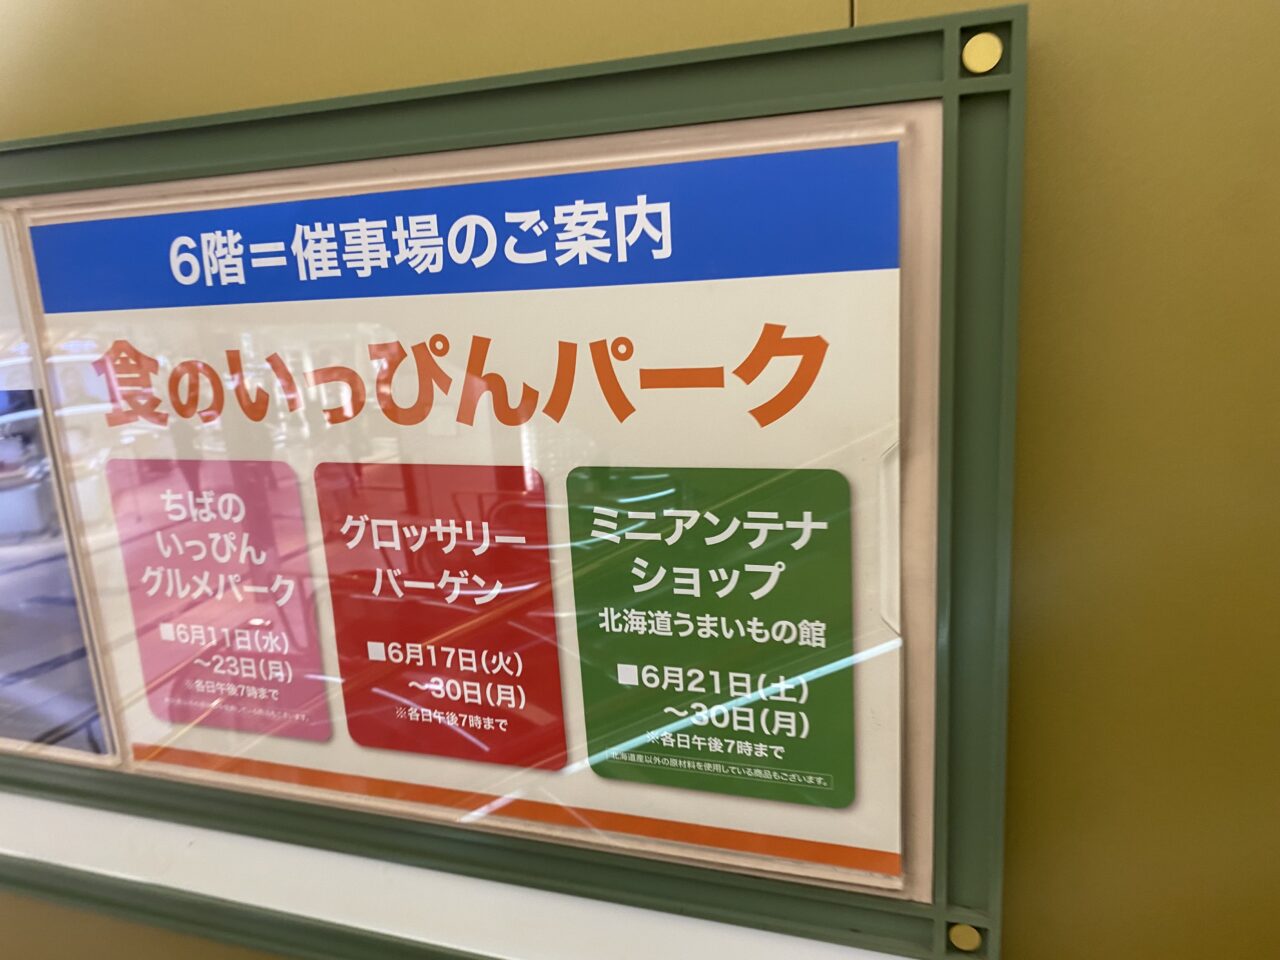 6階=催事場のご案内
食のいっぴんパーク
ちばの
いっぴん
グルメパーク
■6月11日(水)
～23日(月)
※各日午後7時まで
グロッサリー
バーゲン
■6月17日(火)
～30日(月)
※各日午後7時まで
ミニアンテナ
ショップ
北海道うまいもの館
■6月21日(土)
～30日(月)
※各日午後7時まで
北海道産以外の原材料を使用している商品もございます。